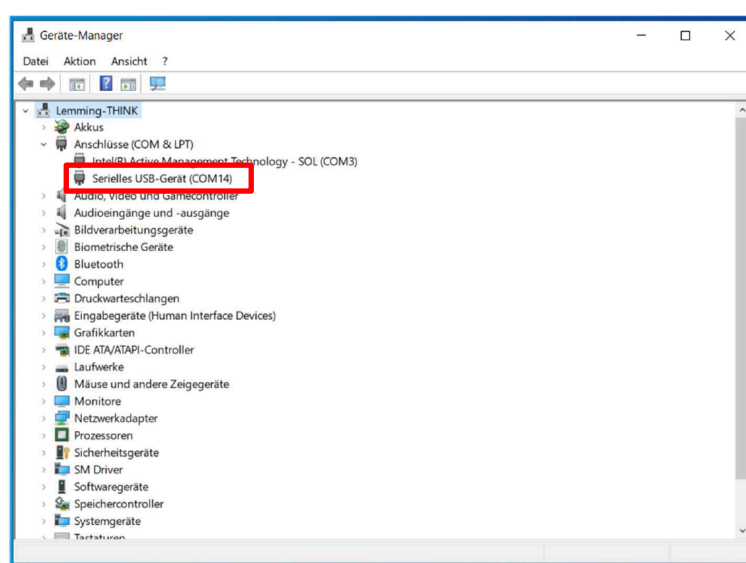 Geräte-Manager
Datei Aktion Ansicht ?
Lemming-THINK
Akkus
Anschlüsse (COM & LPT)
Intel(R) Active Management Technology - SOL (COM3)
Serielles USB-Gerät (COM14)
Audio, Video und Gamecontroller
Audioeingänge und -ausgänge
Bildverarbeitungsgeräte
Biometrische Geräte
Bluetooth
Computer
Druckwarteschlangen
Eingabegeräte (Human Interface Devices)
Grafikkarten
IDE ATA/ATAPI-Controller
Laufwerke
Mäuse und andere Zeigegeräte
Monitore
Netzwerkadapter
Prozessoren
Sicherheitsgeräte
SM Driver
Softwaregeräte
Speichercontroller
Systemgeräte
Tastaturen